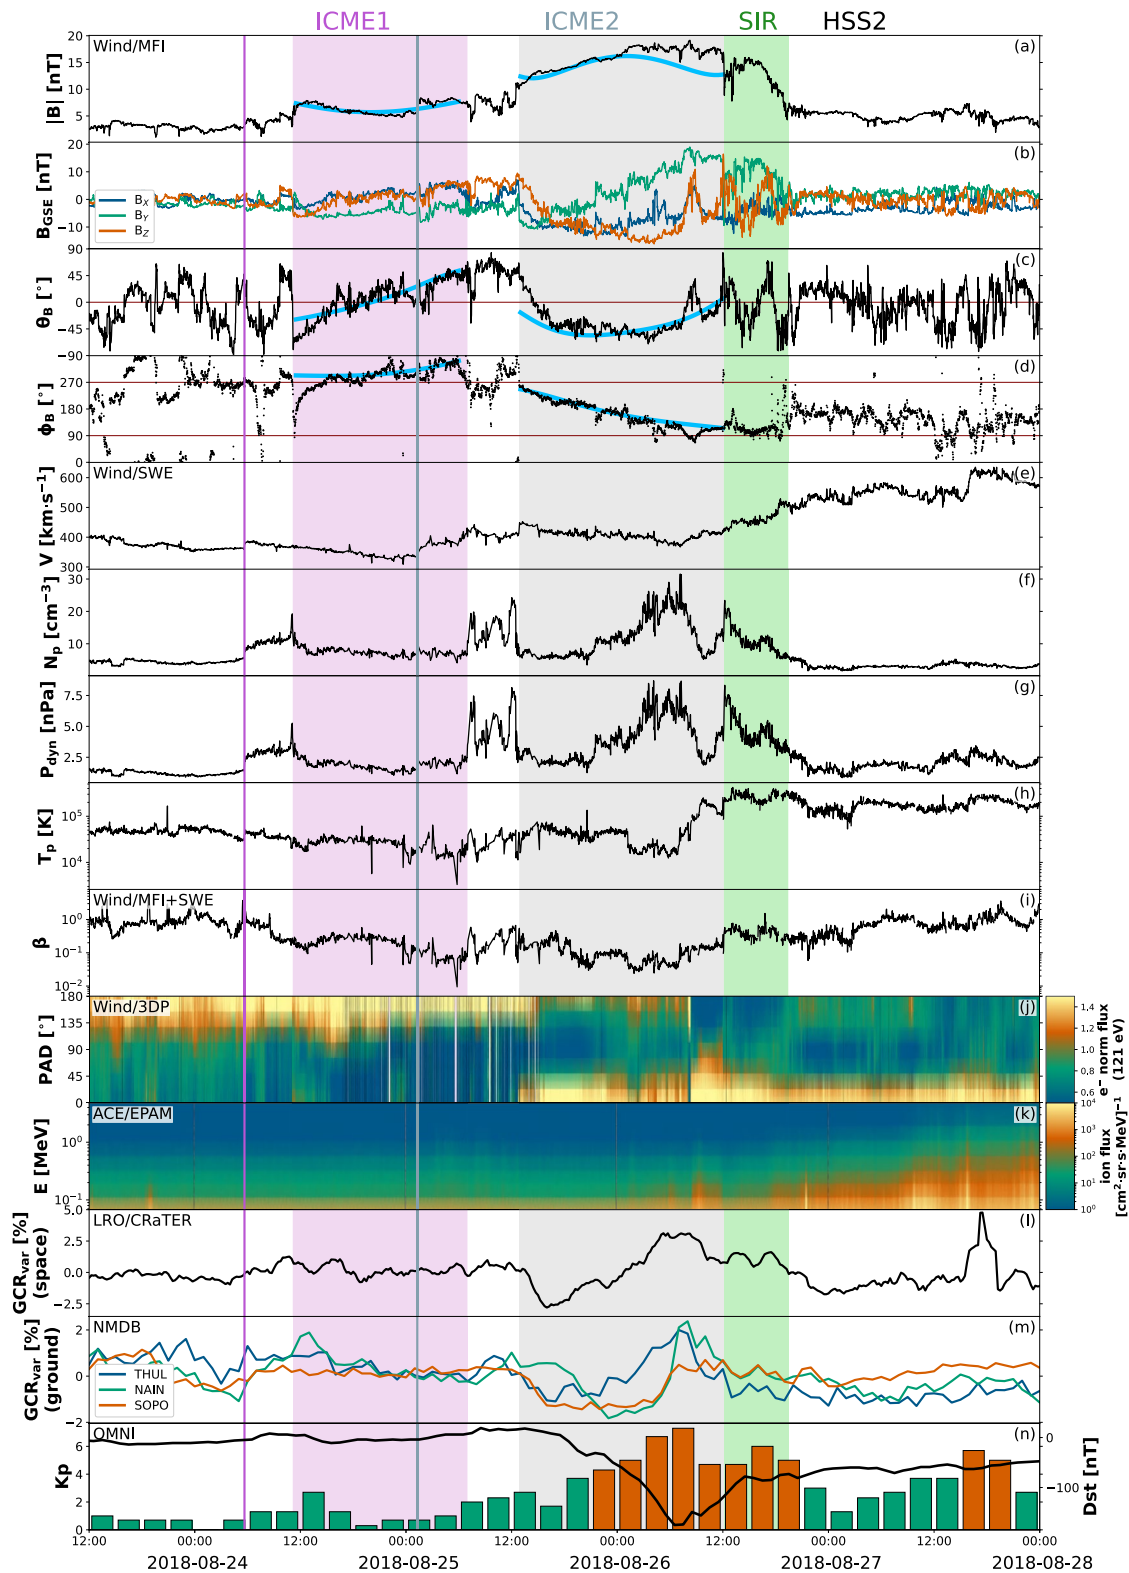 ICME1 ICME2 SIR HSS2
Wind/MFI (a)
|B| [nT]
20
15
10
5
(b)
B_GSE [nT]
20
10
0
−10
B_X
B_Y
B_Z
(c)
θ_B [°]
90
45
0
−45
−90
(d)
ϕ_B [°]
270
180
90
0
Wind/SWE (e)
V [km·s⁻¹]
600
500
400
300
(f)
N_p [cm⁻³]
30
20
10
(g)
P_dyn [nPa]
7.5
5.0
2.5
(h)
T_p [K]
10⁵
10⁴
Wind/MFI+SWE (i)
β
10⁰
10⁻¹
10⁻²
Wind/3DP (j)
PAD [°]
180
135
90
45
0
1.4
1.2
1.0
0.8
0.6
e⁻ norm flux
(121 eV)
ACE/EPAM (k)
E [MeV]
10⁰
10⁻¹
10⁴
10³
10²
10¹
10⁰
ion flux
[cm²·sr·s·MeV]⁻¹
LRO/CRaTER (l)
GCR_var [%]
(space)
5.0
2.5
0.0
−2.5
NMDB (m)
GCR_var [%]
(ground)
2
0
−2
THUL
NAIN
SOPO
OMNI (n)
Kp
6
4
2
0
Dst [nT]
0
−100
12:00 00:00 12:00 00:00 12:00 00:00 12:00 00:00 12:00 00:00
2018-08-24 2018-08-25 2018-08-26 2018-08-27 2018-08-28